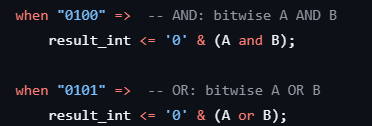 when "0100" =>  -- AND: bitwise A AND B
    result_int <= '0' & (A and B);

when "0101" =>  -- OR: bitwise A OR B
    result_int <= '0' & (A or B);